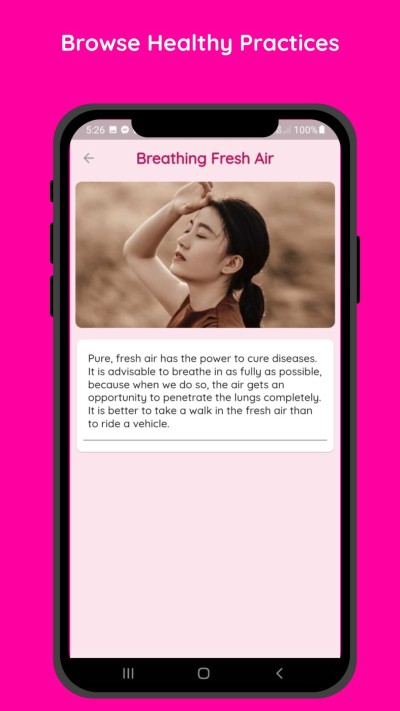 Browse Healthy Practices
5:26
100%
Breathing Fresh Air
Pure, fresh air has the power to cure diseases.
It is advisable to breathe in as fully as possible,
because when we do so, the air gets an
opportunity to penetrate the lungs completely.
It is better to take a walk in the fresh air than
to ride a vehicle.